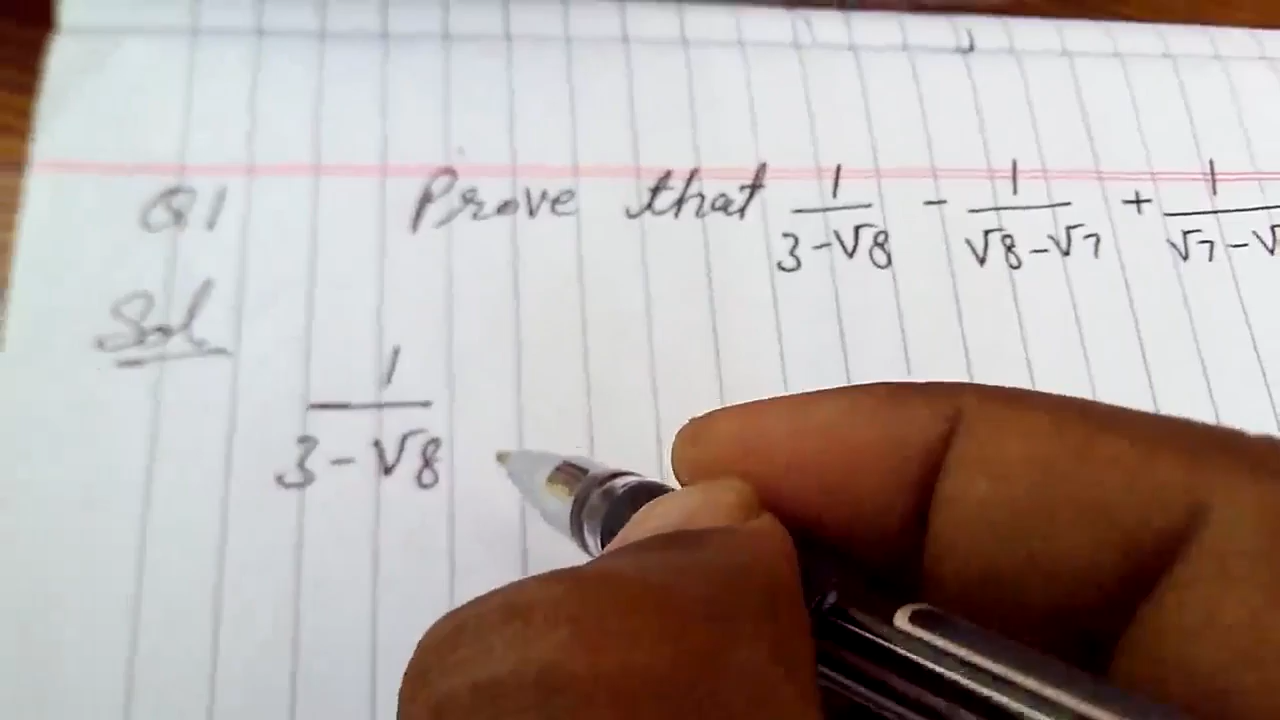 Q1 Prove that 1/(3-√8) - 1/(√8-√7) + 1/(√7-√
Sol
1/(3-√8)